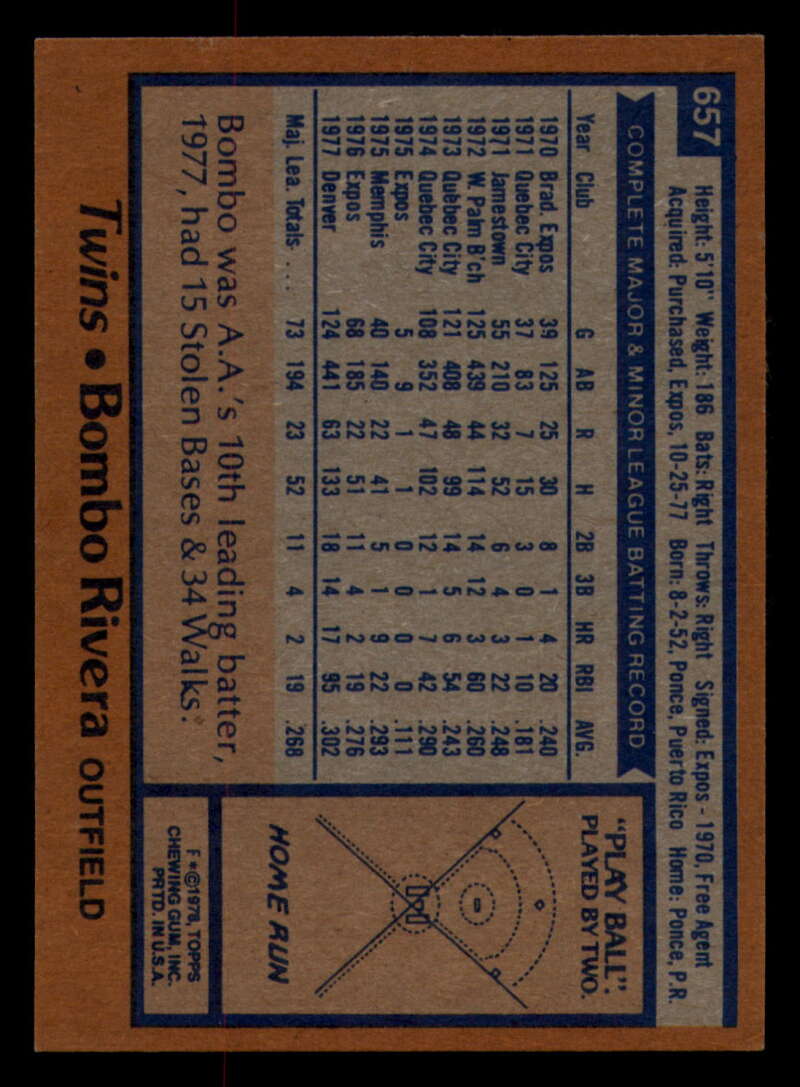 657
Height: 5'10" Weight: 186 Bats: Right Throws: Right Signed: Expos - 1970, Free Agent
Acquired: Purchased, Expos, 10-25-77 Born: 8-2-52, Ponce, Puerto Rico Home: Ponce, P.R.
COMPLETE MAJOR & MINOR LEAGUE BATTING RECORD
Year Club G AB R H 2B 3B HR RBI AVG.
1970 Brad. Expos 39 125 25 30 8 1 4 20 .240
1971 Quebec City 37 83 7 15 3 0 1 10 .181
1971 Jamestown 55 210 32 52 6 4 3 22 .248
1972 W. Palm B'ch 125 439 44 114 14 12 3 60 .260
1973 Quebec City 121 408 48 99 14 5 6 54 .243
1974 Quebec City 108 352 47 102 12 1 7 42 .290
1975 Expos 5 9 1 1 0 0 0 0 .111
1975 Memphis 40 140 22 41 5 1 9 22 .293
1976 Expos 68 185 22 51 11 4 2 19 .276
1977 Denver 124 441 63 133 18 14 17 95 .302
Maj. Lea. Totals .... 73 194 23 52 11 4 2 19 .268
Bombo was A.A.'s 10th leading batter,
1977, had 15 Stolen Bases & 34 Walks.
"PLAY BALL".
PLAYED BY TWO.
HOME RUN
F *©1978, TOPPS
CHEWING GUM, INC.
PRTD. IN U.S.A.
Twins • Bombo Rivera OUTFIELD